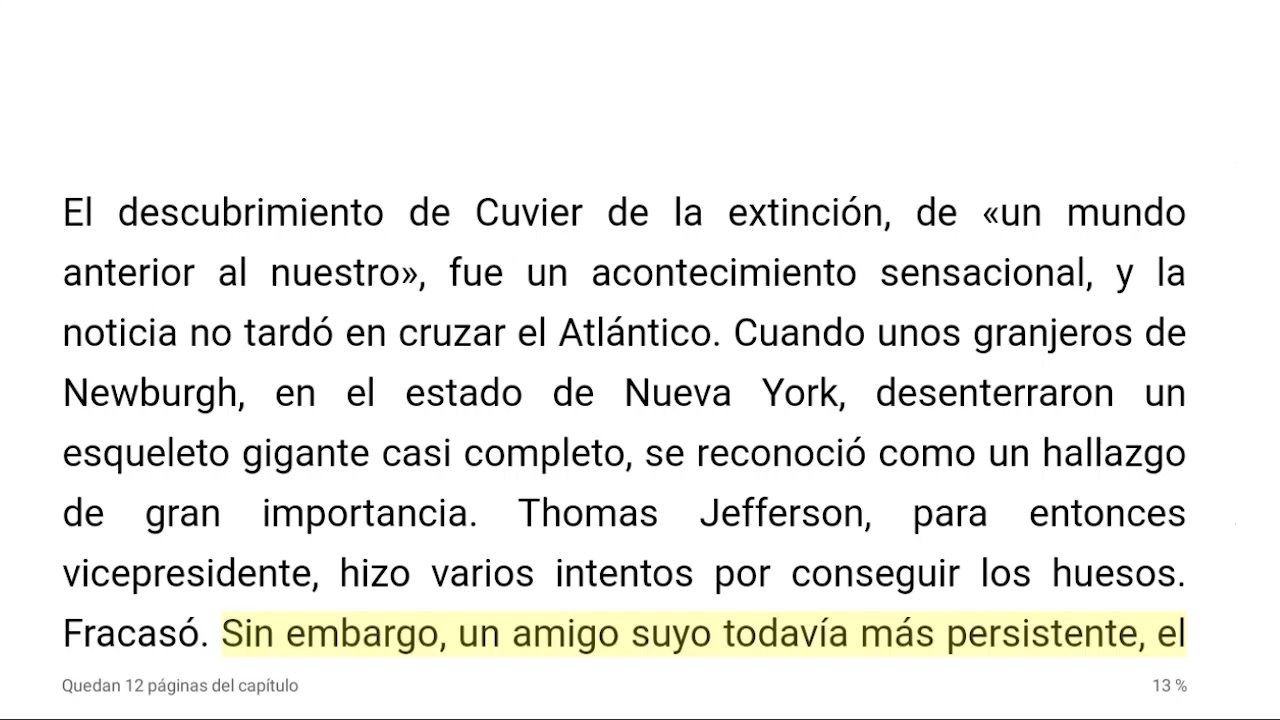 El descubrimiento de Cuvier de la extinción, de «un mundo
anterior al nuestro», fue un acontecimiento sensacional, y la
noticia no tardó en cruzar el Atlántico. Cuando unos granjeros de
Newburgh, en el estado de Nueva York, desenterraron un
esqueleto gigante casi completo, se reconoció como un hallazgo
de gran importancia. Thomas Jefferson, para entonces
vicepresidente, hizo varios intentos por conseguir los huesos.
Fracasó. Sin embargo, un amigo suyo todavía más persistente, el
Quedan 12 páginas del capítulo
13 %